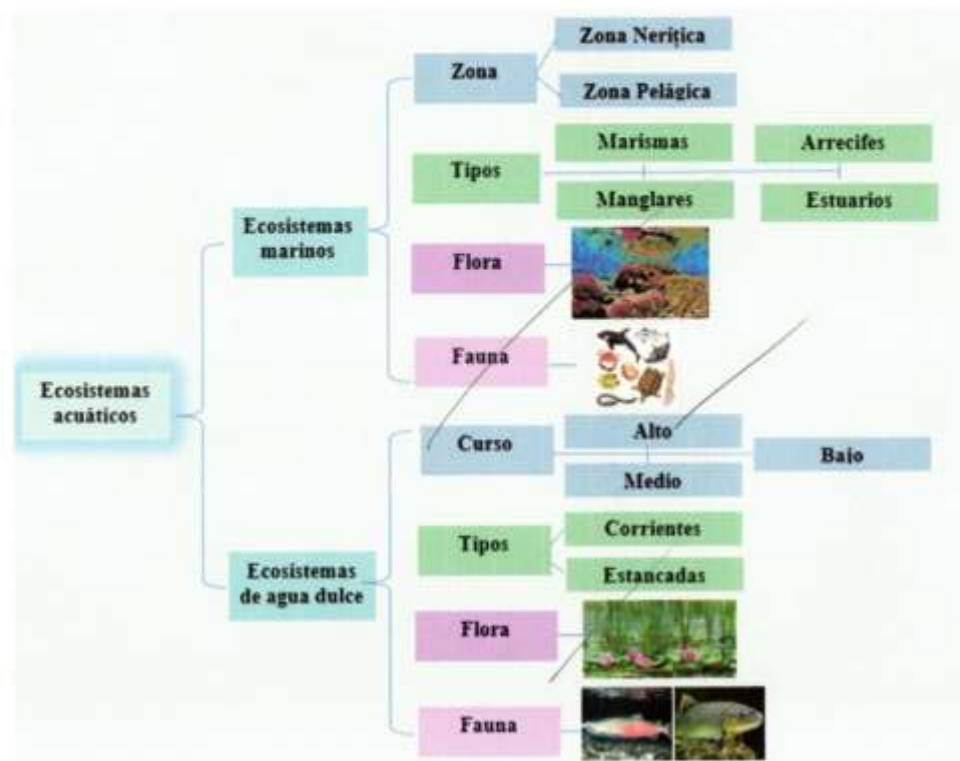 Zona Nerítica
Zona
Zona Pelágica
Marismas
Arrecifes
Tipos
Manglares
Estuarios
Ecosistemas
marinos
Flora
Fauna
Ecosistemas
acuáticos
Alto
Curso
Bajo
Medio
Corrientes
Tipos
Estancadas
Ecosistemas
de agua dulce
Flora
Fauna